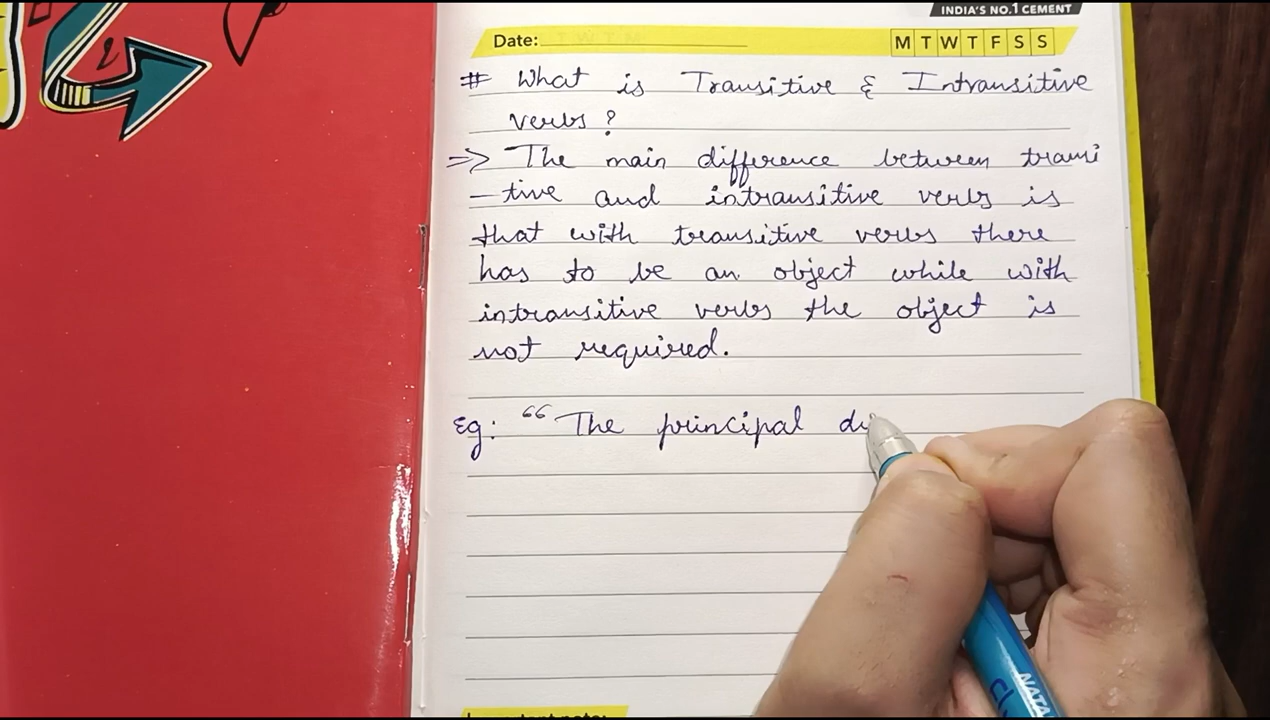 INDIA'S NO.1 CEMENT
Date: M T W T F S S
# What is Transitive & Intransitive
verbs?
⇒ The main difference between transi
-tive and intransitive verbs is
that with transitive verbs there
has to be an object while with
intransitive verbs the object is
not required.
Eg: “ The principal du
NATA